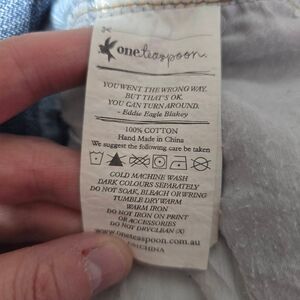 oneteaspoon.
YOU WENT THE WRONG WAY.
BUT THAT'S OK.
YOU CAN TURN AROUND.
- Eddie Eagle Blakey
100% COTTON
Hand Made in China
We suggest the following care be taken
COLD MACHINE WASH
DARK COLOURS SEPARATELY
DO NOT SOAK, BLEACH OR WRING
TUMBLE DRY WARM
WARM IRON
DO NOT IRON ON PRINT
OR ACCESSORIES
DO NOT DRYCLEAN (X)
www.oneteaspoon.com.au
CHINA